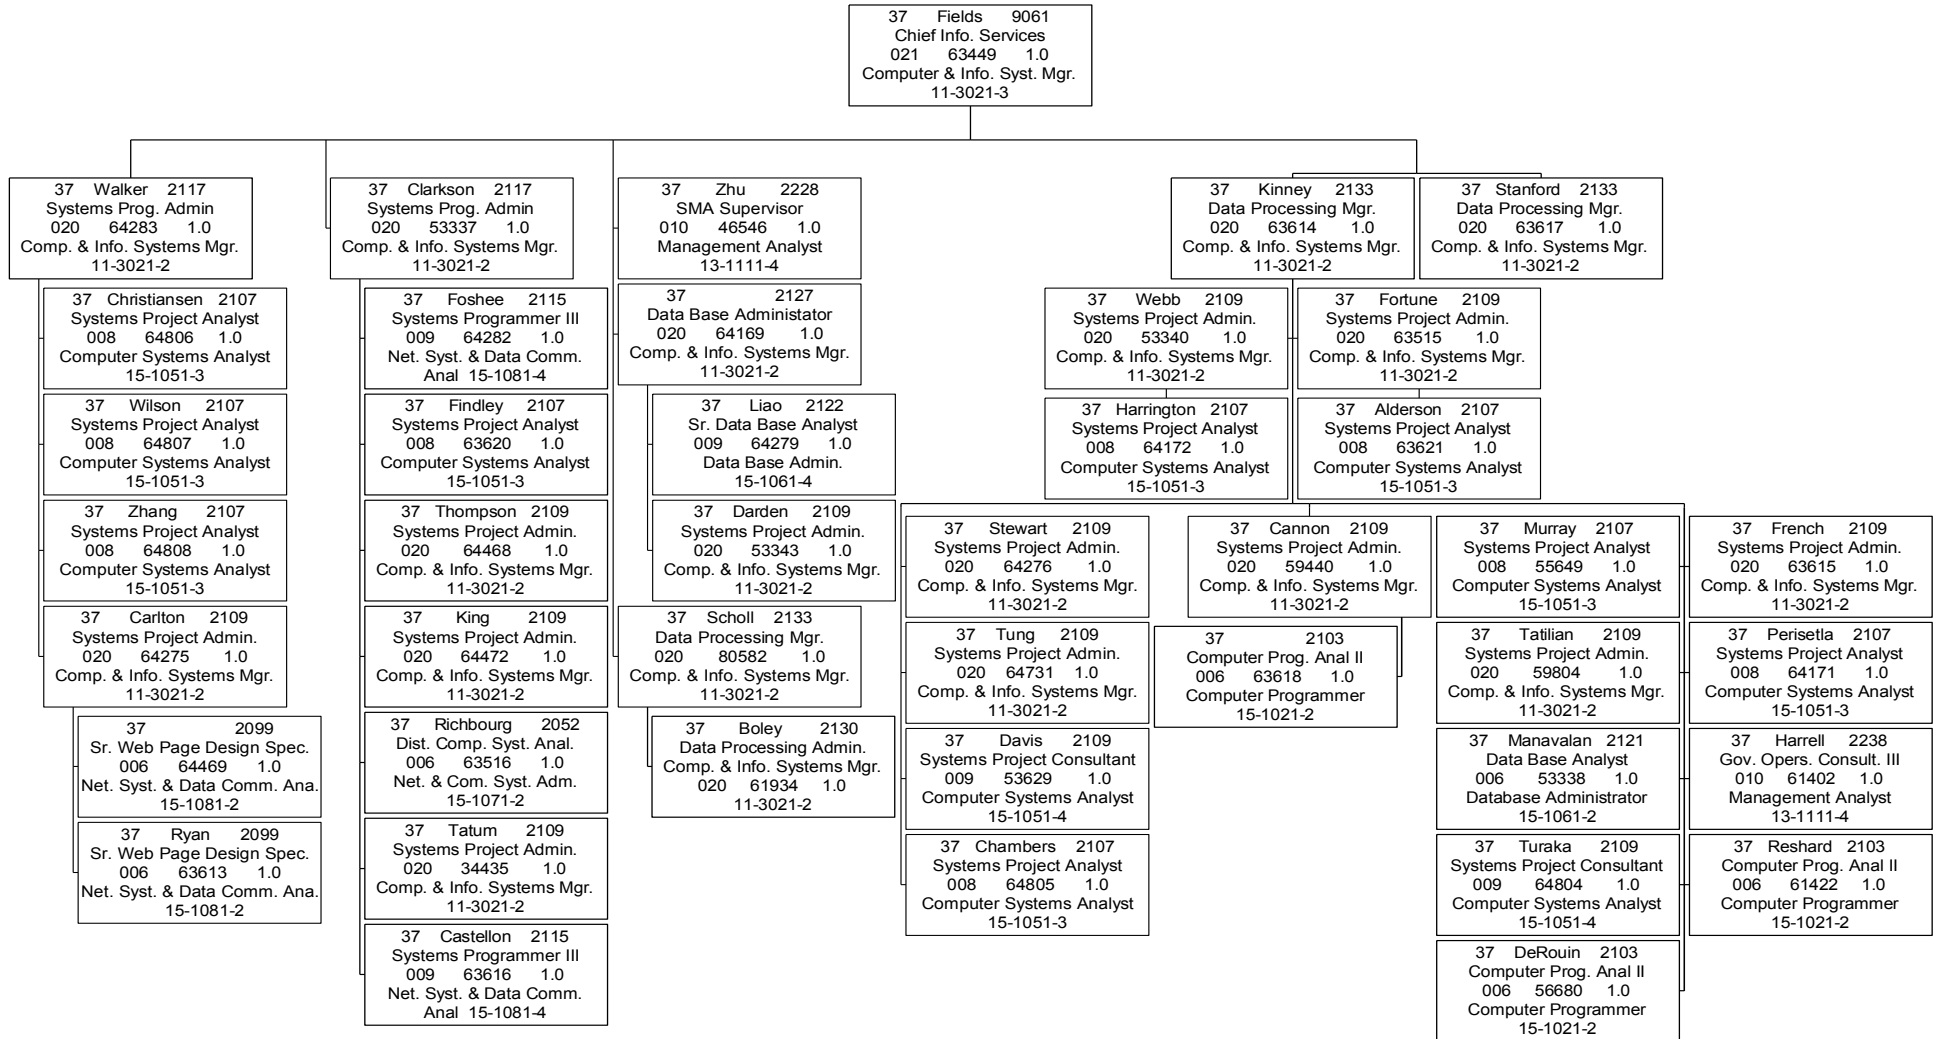 37 Fields 9061
Chief Info. Services
021 63449 1.0
Computer & Info. Syst. Mgr.
11-3021-3
37 Walker 2117
Systems Prog. Admin
020 64283 1.0
Comp. & Info. Systems Mgr.
11-3021-2
37 Christiansen 2107
Systems Project Analyst
008 64806 1.0
Computer Systems Analyst
15-1051-3
37 Wilson 2107
Systems Project Analyst
008 64807 1.0
Computer Systems Analyst
15-1051-3
37 Zhang 2107
Systems Project Analyst
008 64808 1.0
Computer Systems Analyst
15-1051-3
37 Carlton 2109
Systems Project Admin.
020 64275 1.0
Comp. & Info. Systems Mgr.
11-3021-2
37 2099
Sr. Web Page Design Spec.
006 64469 1.0
Net. Syst. & Data Comm. Ana.
15-1081-2
37 Ryan 2099
Sr. Web Page Design Spec.
006 63613 1.0
Net. Syst. & Data Comm. Ana.
15-1081-2
37 Clarkson 2117
Systems Prog. Admin
020 53337 1.0
Comp. & Info. Systems Mgr.
11-3021-2
37 Foshee 2115
Systems Programmer III
009 64282 1.0
Net. Syst. & Data Comm.
Anal 15-1081-4
37 Findley 2107
Systems Project Analyst
008 63620 1.0
Computer Systems Analyst
15-1051-3
37 Thompson 2109
Systems Project Admin.
020 64468 1.0
Comp. & Info. Systems Mgr.
11-3021-2
37 King 2109
Systems Project Admin.
020 64472 1.0
Comp. & Info. Systems Mgr.
11-3021-2
37 Richbourg 2052
Dist. Comp. Syst. Anal.
006 63516 1.0
Net. & Com. Syst. Adm.
15-1071-2
37 Tatum 2109
Systems Project Admin.
020 34435 1.0
Comp. & Info. Systems Mgr.
11-3021-2
37 Castellon 2115
Systems Programmer III
009 63616 1.0
Net. Syst. & Data Comm.
Anal 15-1081-4
37 Zhu 2228
SMA Supervisor
010 46546 1.0
Management Analyst
13-1111-4
37 2127
Data Base Administator
020 64169 1.0
Comp. & Info. Systems Mgr.
11-3021-2
37 Liao 2122
Sr. Data Base Analyst
009 64279 1.0
Data Base Admin.
15-1061-4
37 Darden 2109
Systems Project Admin.
020 53343 1.0
Comp. & Info. Systems Mgr.
11-3021-2
37 Scholl 2133
Data Processing Mgr.
020 80582 1.0
Comp. & Info. Systems Mgr.
11-3021-2
37 Boley 2130
Data Processing Admin.
Comp. & Info. Systems Mgr.
020 61934 1.0
11-3021-2
37 Kinney 2133
Data Processing Mgr.
020 63614 1.0
Comp. & Info. Systems Mgr.
11-3021-2
37 Stanford 2133
Data Processing Mgr.
020 63617 1.0
Comp. & Info. Systems Mgr.
11-3021-2
37 Webb 2109
Systems Project Admin.
020 53340 1.0
Comp. & Info. Systems Mgr.
11-3021-2
37 Fortune 2109
Systems Project Admin.
020 63515 1.0
Comp. & Info. Systems Mgr.
11-3021-2
37 Harrington 2107
Systems Project Analyst
008 64172 1.0
Computer Systems Analyst
15-1051-3
37 Alderson 2107
Systems Project Analyst
008 63621 1.0
Computer Systems Analyst
15-1051-3
37 Stewart 2109
Systems Project Admin.
020 64276 1.0
Comp. & Info. Systems Mgr.
11-3021-2
37 Tung 2109
Systems Project Admin.
020 64731 1.0
Comp. & Info. Systems Mgr.
11-3021-2
37 Davis 2109
Systems Project Consultant
009 53629 1.0
Computer Systems Analyst
15-1051-4
37 Chambers 2107
Systems Project Analyst
008 64805 1.0
Computer Systems Analyst
15-1051-3
37 Cannon 2109
Systems Project Admin.
020 59440 1.0
Comp. & Info. Systems Mgr.
11-3021-2
37 2103
Computer Prog. Anal II
006 63618 1.0
Computer Programmer
15-1021-2
37 Murray 2107
Systems Project Analyst
008 55649 1.0
Computer Systems Analyst
15-1051-3
37 Tatilian 2109
Systems Project Admin.
020 59804 1.0
Comp. & Info. Systems Mgr.
11-3021-2
37 Manavalan 2121
Data Base Analyst
006 53338 1.0
Database Administrator
15-1061-2
37 Turaka 2109
Systems Project Consultant
009 64804 1.0
Computer Systems Analyst
15-1051-4
37 DeRouin 2103
Computer Prog. Anal II
006 56680 1.0
Computer Programmer
15-1021-2
37 French 2109
Systems Project Admin.
020 63615 1.0
Comp. & Info. Systems Mgr.
11-3021-2
37 Perisetla 2107
Systems Project Analyst
008 64171 1.0
Computer Systems Analyst
15-1051-3
37 Harrell 2238
Gov. Opers. Consult. III
010 61402 1.0
Management Analyst
13-1111-4
37 Reshard 2103
Computer Prog. Anal II
006 61422 1.0
Computer Programmer
15-1021-2